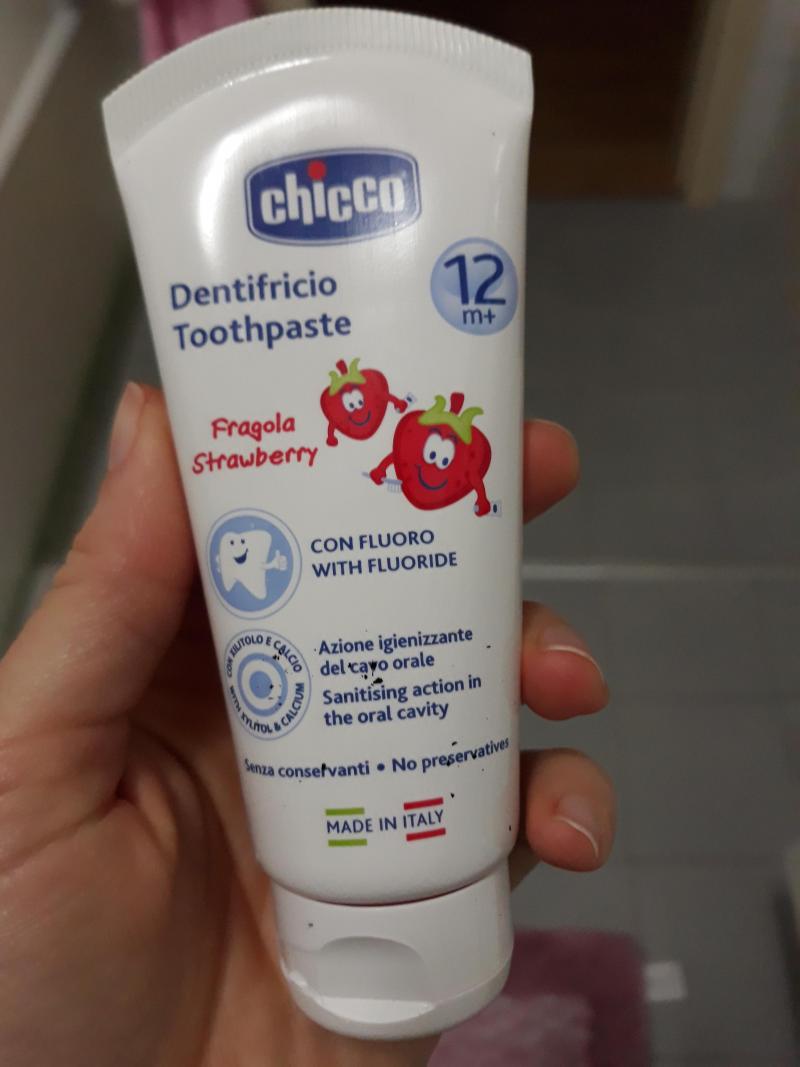 chicco
12
m+
Dentifricio
Toothpaste
Fragola
Strawberry
CON FLUORO
WITH FLUORIDE
CON XILITOLO E CALCIO
WITH XYLITOL & CALCIUM
Azione igienizzante
del cavo orale
Sanitising action in
the oral cavity
Senza conservanti • No preservatives
MADE IN ITALY